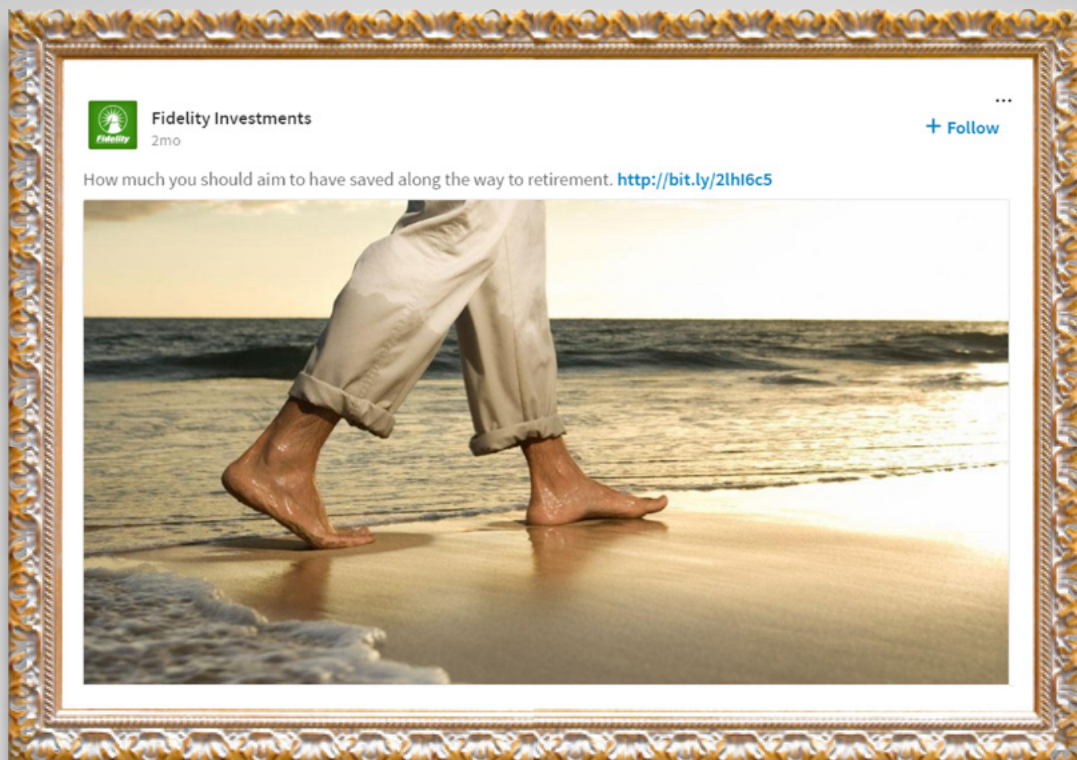 Fidelity
Fidelity Investments
2mo
+ Follow
How much you should aim to have saved along the way to retirement. http://bit.ly/2lhI6c5